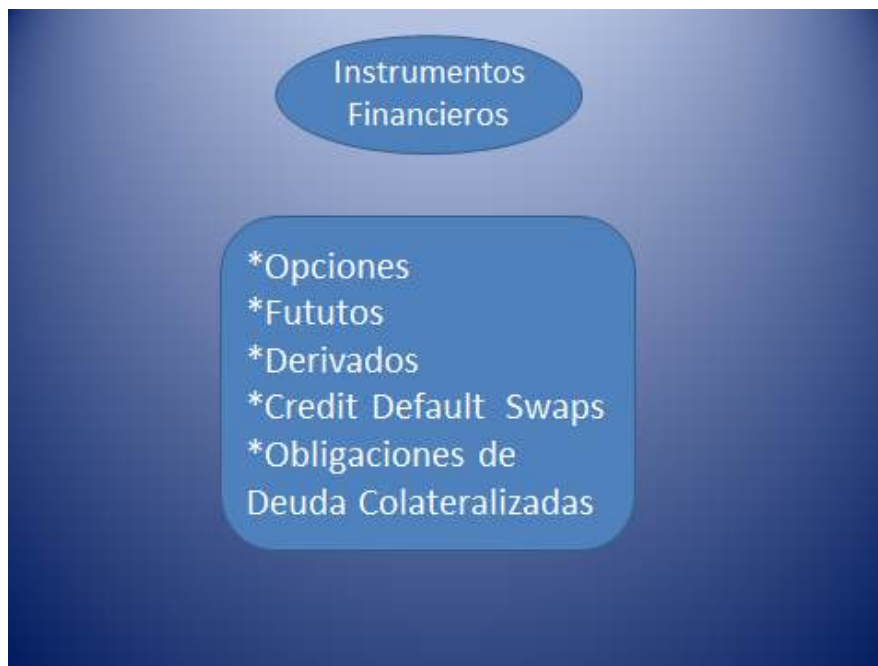 Instrumentos
Financieros
*Opciones
*Fututos
*Derivados
*Credit Default Swaps
*Obligaciones de
Deuda Colateralizadas